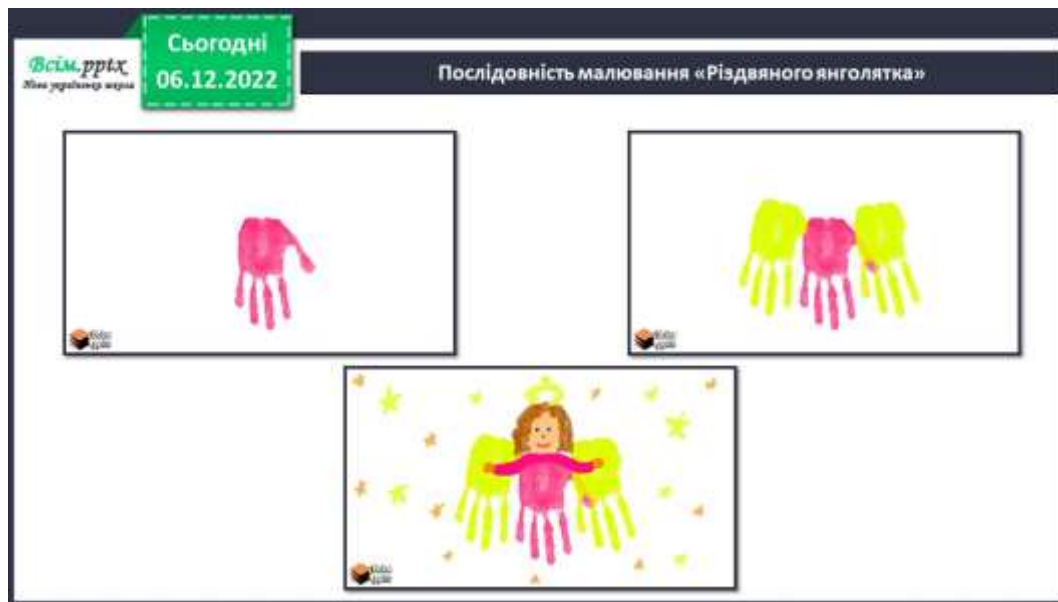 Всім.pptx
Нова українська школа
Сьогодні
06.12.2022
Послідовність малювання «Різдвяного янголятка»